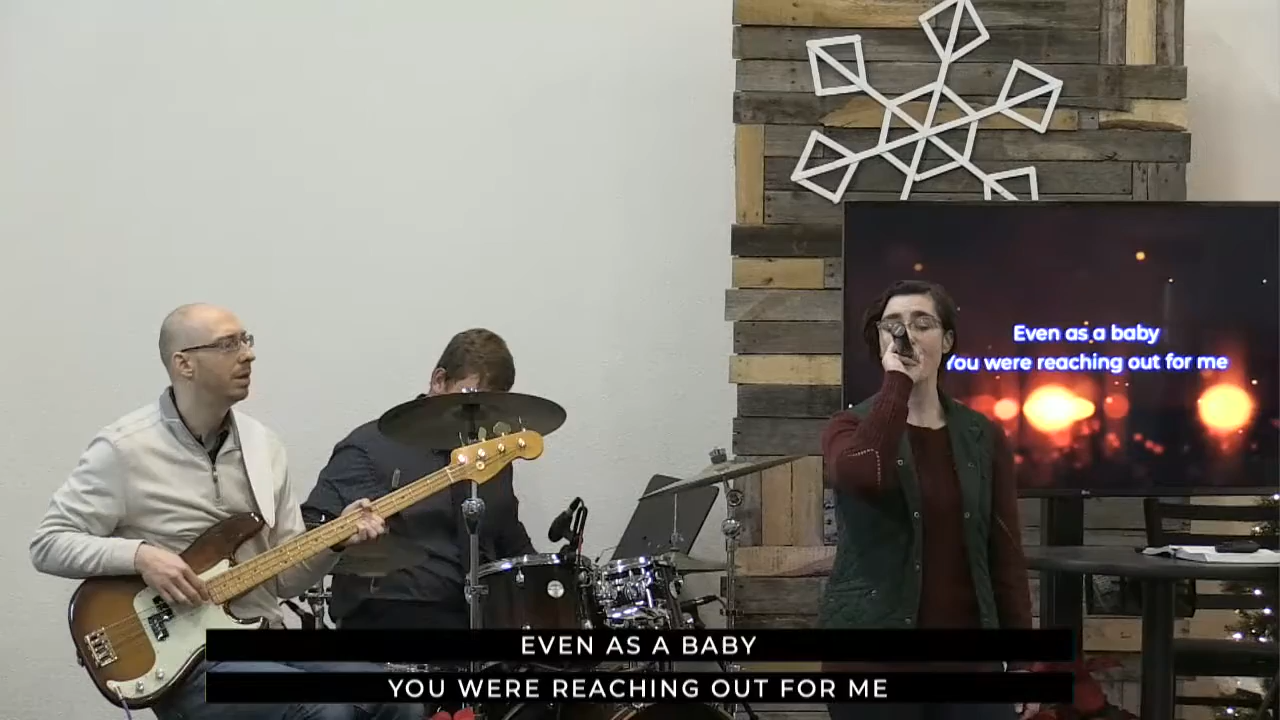 Even as a baby
You were reaching out for me
EVEN AS A BABY
YOU WERE REACHING OUT FOR ME